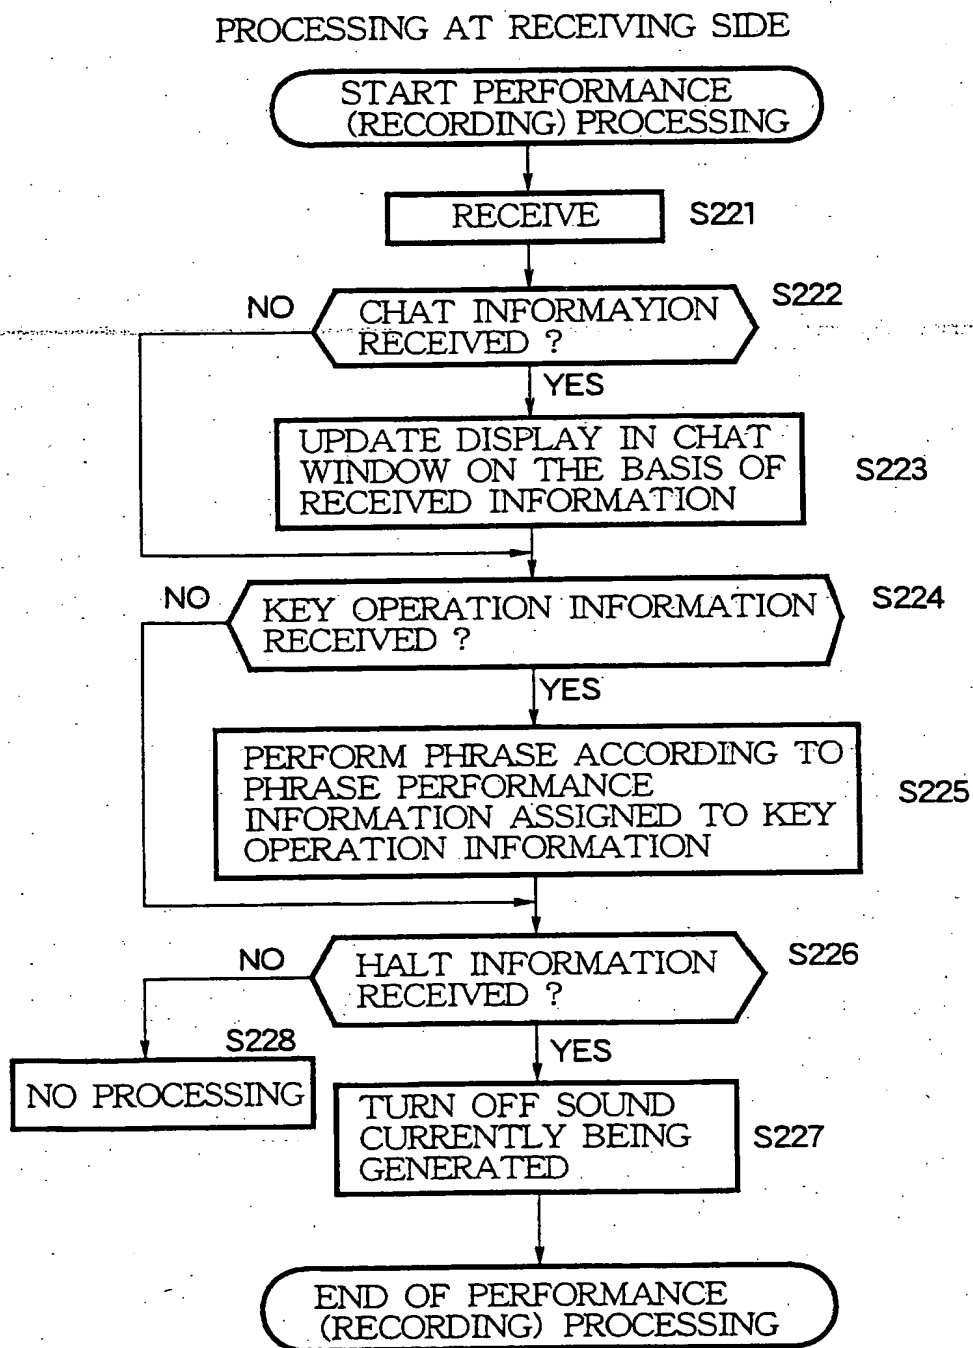 PROCESSING AT RECEIVING SIDE
START PERFORMANCE
(RECORDING) PROCESSING
RECEIVE
S221
NO
CHAT INFORMAYION
RECEIVED ?
S222
YES
UPDATE DISPLAY IN CHAT
WINDOW ON THE BASIS OF
RECEIVED INFORMATION
S223
NO
KEY OPERATION INFORMATION
RECEIVED ?
S224
YES
PERFORM PHRASE ACCORDING TO
PHRASE PERFORMANCE
INFORMATION ASSIGNED TO KEY
OPERATION INFORMATION
S225
NO
HALT INFORMATION
RECEIVED ?
S226
S228
NO PROCESSING
YES
TURN OFF SOUND
CURRENTLY BEING
GENERATED
S227
END OF PERFORMANCE
(RECORDING) PROCESSING